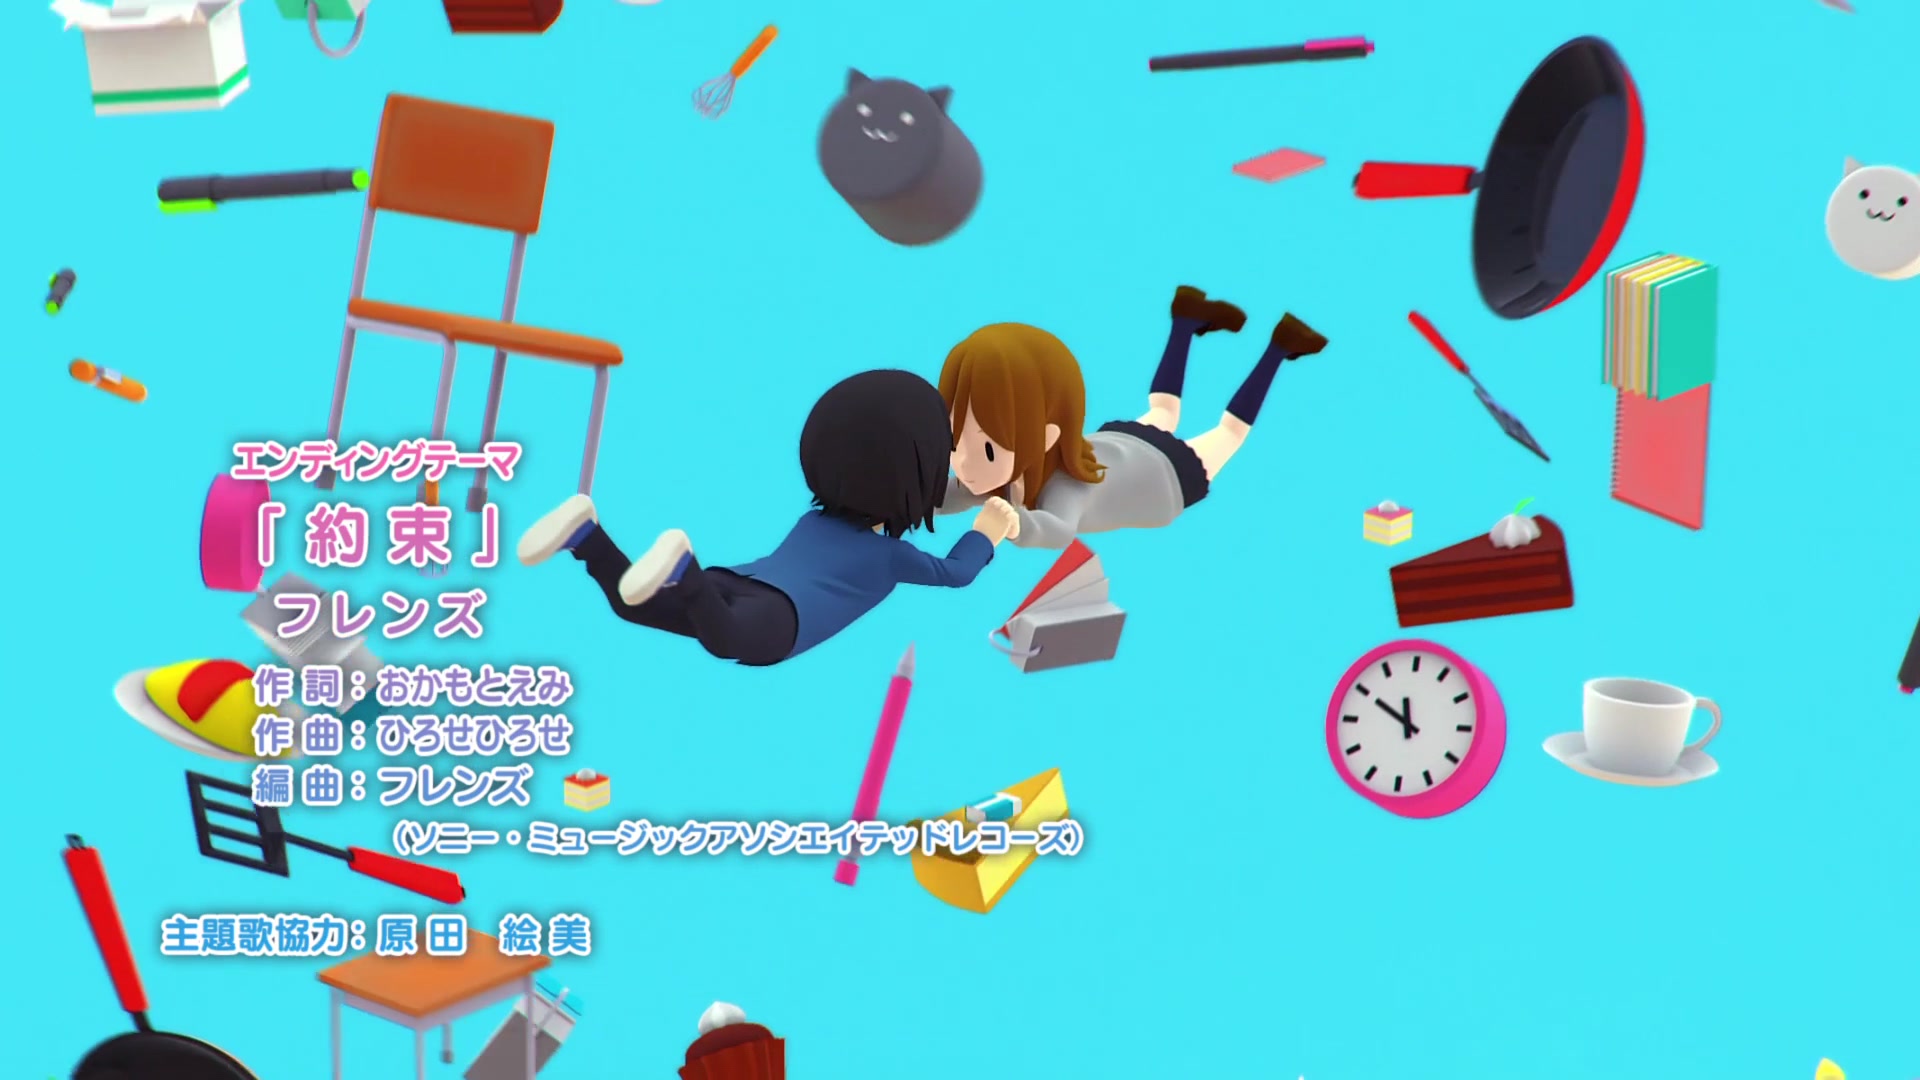 エンディングテーマ
「約束」
フレンズ
作詞：おかもとえみ
作曲：ひろせひろせ
編曲：フレンズ
（ソニー・ミュージックアソシエイテッドレコーズ）
主題歌協力：原田　絵美